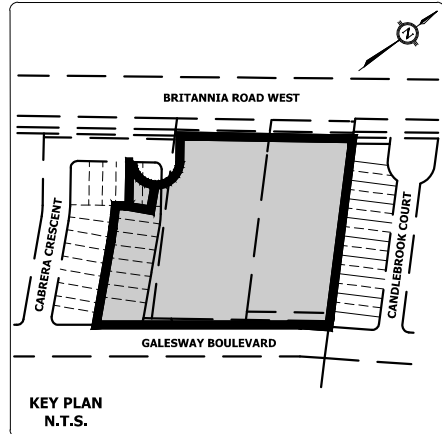 N
BRITANNIA ROAD WEST
CABRERA CRESCENT
CANDLEBROOK COURT
GALESWAY BOULEVARD
KEY PLAN
N.T.S.